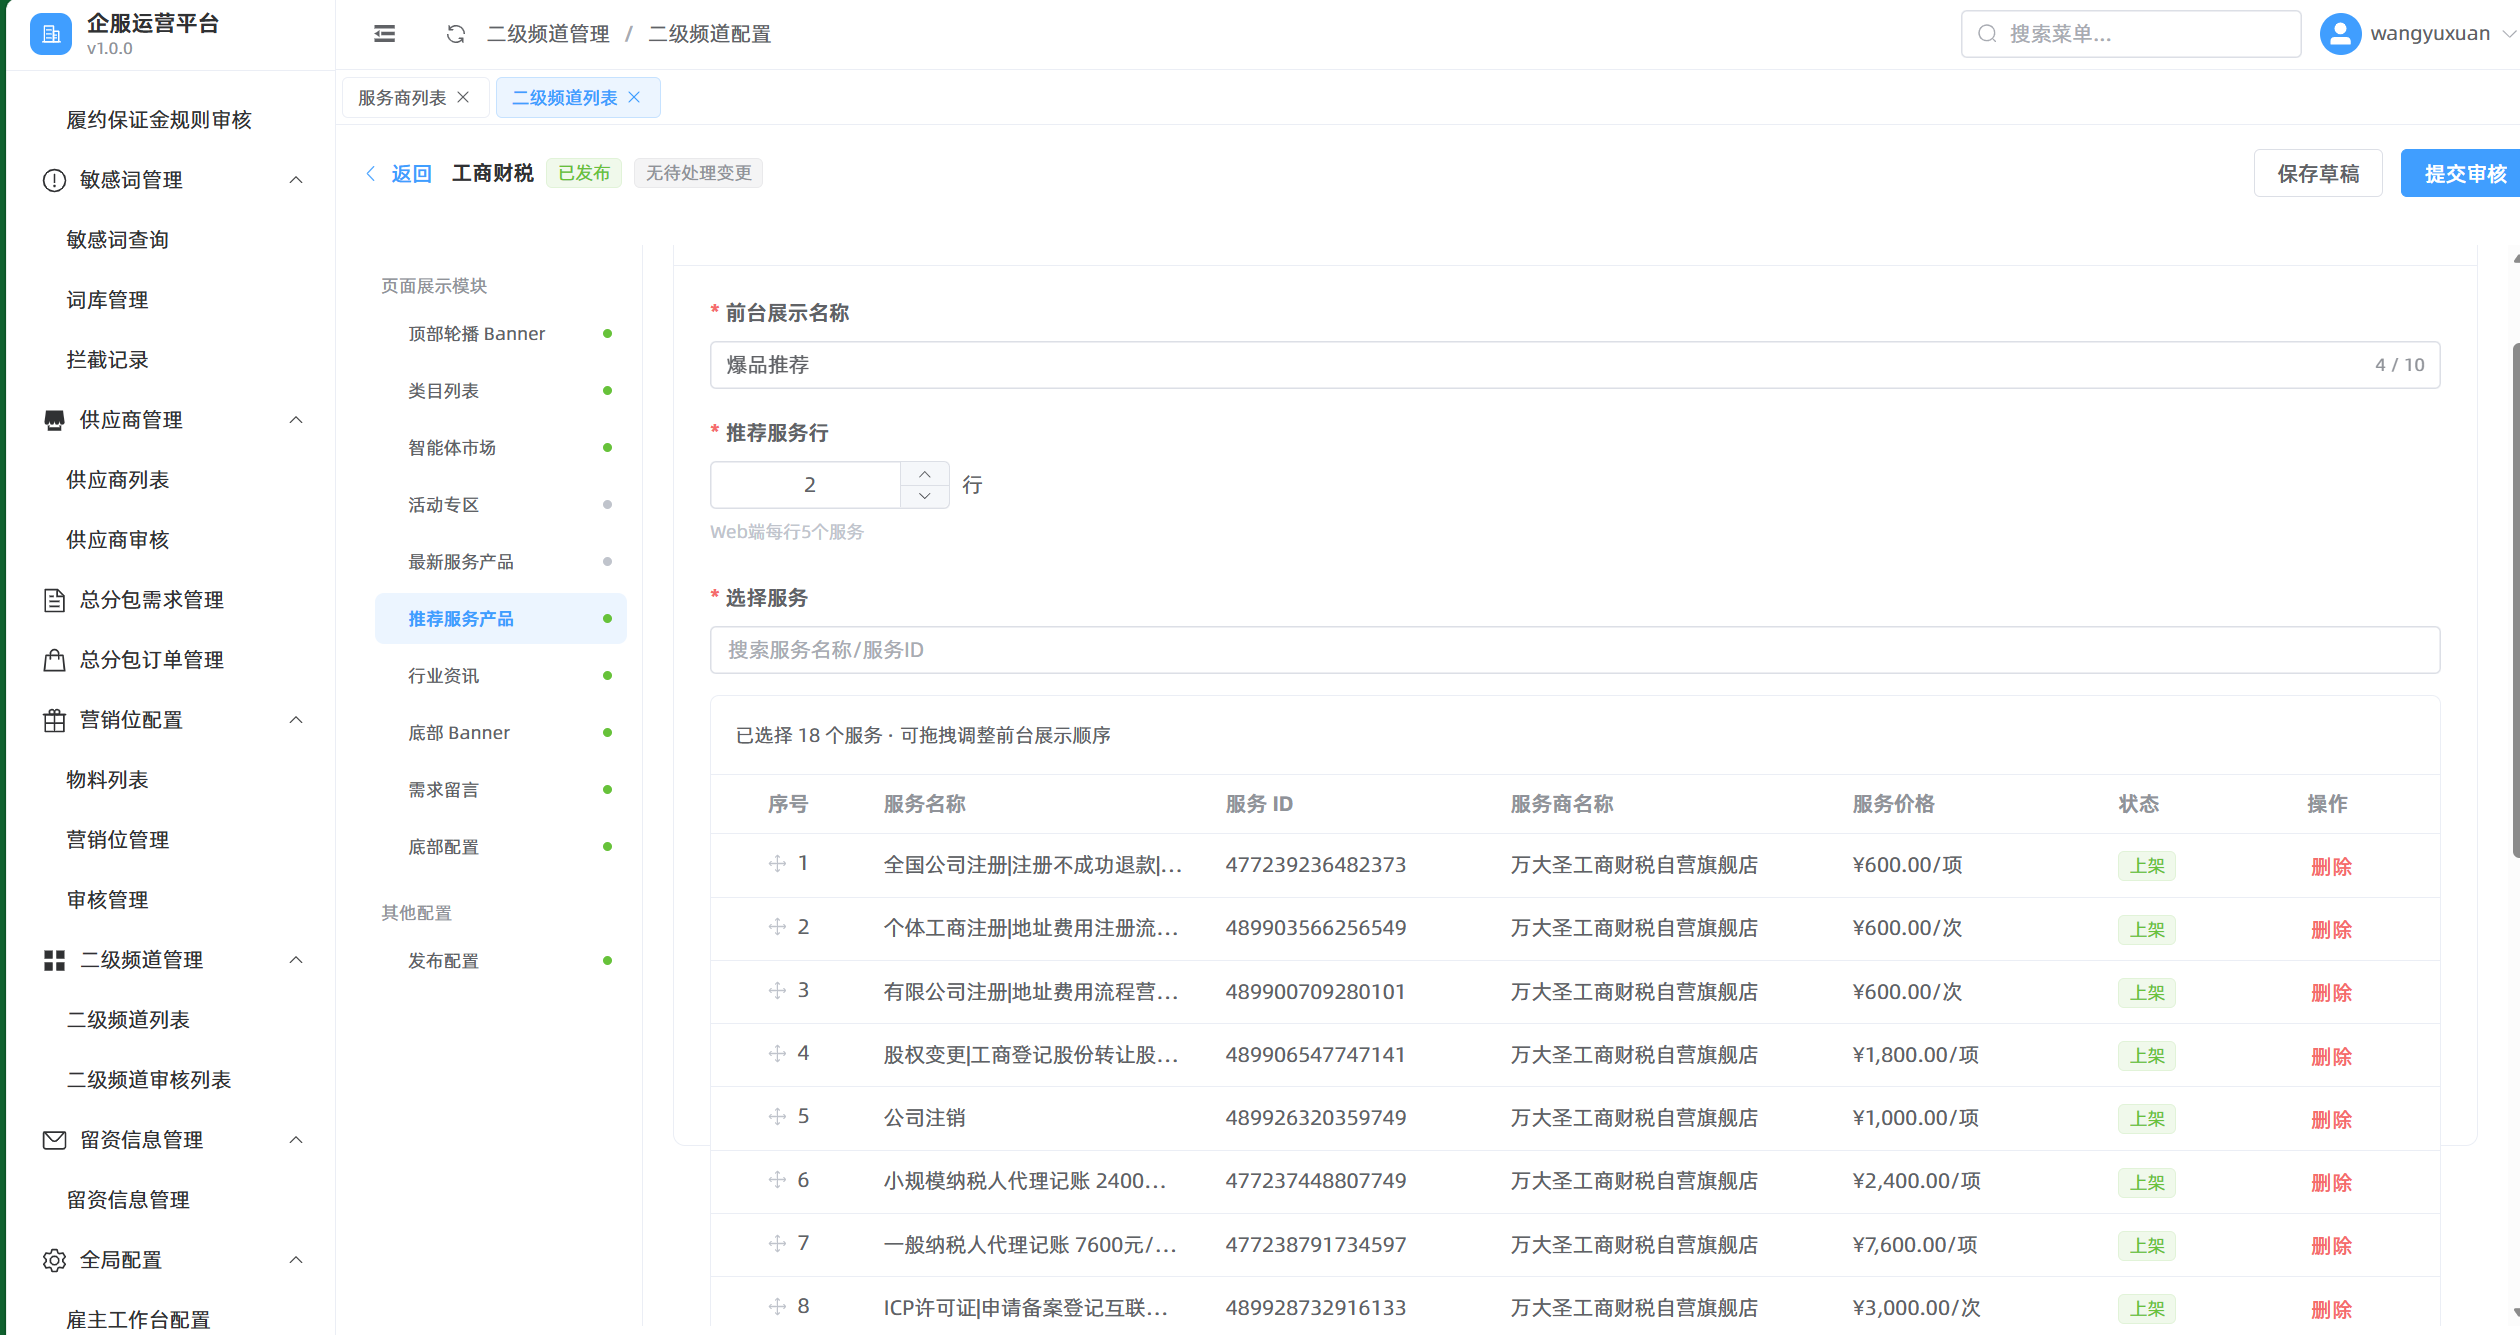 企服运营平台
v1.0.0
二级频道管理 / 二级频道配置
搜索菜单...
wangyuxuan
服务商列表
二级频道列表
履约保证金规则审核
敏感词管理
敏感词查询
词库管理
拦截记录
供应商管理
供应商列表
供应商审核
总分包需求管理
总分包订单管理
营销位配置
物料列表
营销位管理
审核管理
二级频道管理
二级频道列表
二级频道审核列表
留资信息管理
留资信息管理
全局配置
雇主工作台配置
返回 工商财税 已发布 无待处理变更
保存草稿 提交审核
页面展示模块
顶部轮播 Banner
类目列表
智能体市场
活动专区
最新服务产品
推荐服务产品
行业资讯
底部 Banner
需求留言
底部配置
其他配置
发布配置
* 前台展示名称
爆品推荐 4 / 10
* 推荐服务行
2 行
Web端每行5个服务
* 选择服务
搜索服务名称/服务ID
已选择 18 个服务 · 可拖拽调整前台展示顺序
序号 服务名称 服务 ID 服务商名称 服务价格 状态 操作
1 全国公司注册|注册不成功退款|... 477239236482373 万大圣工商财税自营旗舰店 ¥600.00/项 上架 删除
2 个体工商注册|地址费用注册流... 489903566256549 万大圣工商财税自营旗舰店 ¥600.00/次 上架 删除
3 有限公司注册|地址费用流程营... 489900709280101 万大圣工商财税自营旗舰店 ¥600.00/次 上架 删除
4 股权变更|工商登记股份转让股... 489906547747141 万大圣工商财税自营旗舰店 ¥1,800.00/项 上架 删除
5 公司注销 489926320359749 万大圣工商财税自营旗舰店 ¥1,000.00/项 上架 删除
6 小规模纳税人代理记账 2400... 477237448807749 万大圣工商财税自营旗舰店 ¥2,400.00/项 上架 删除
7 一般纳税人代理记账 7600元/... 477238791734597 万大圣工商财税自营旗舰店 ¥7,600.00/项 上架 删除
8 ICP许可证|申请备案登记互联... 489928732916133 万大圣工商财税自营旗舰店 ¥3,000.00/次 上架 删除